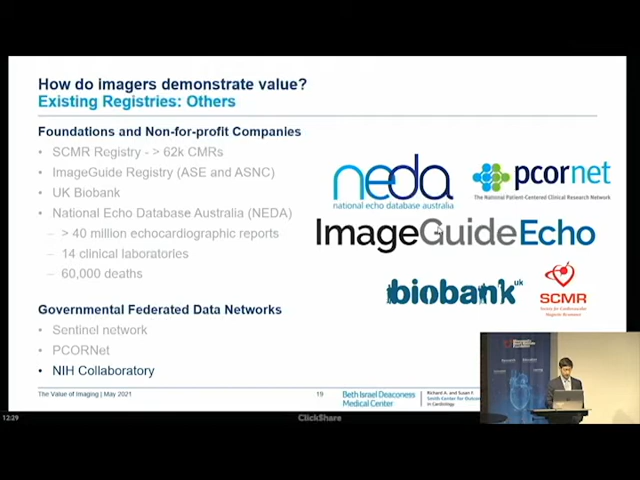 How do imagers demonstrate value?
Existing Registries: Others
Foundations and Non-for-profit Companies
• SCMR Registry - > 62k CMRs
• ImageGuide Registry (ASE and ASNC)
• UK Biobank
• National Echo Database Australia (NEDA)
– > 40 million echocardiographic reports
– 14 clinical laboratories
– 60,000 deaths
Governmental Federated Data Networks
• Sentinel network
• PCORNet
• NIH Collaboratory
neda
national echo database australia
pcornet
The National Patient-Centered Clinical Research Network
ImageGuideEcho
biobank uk
SCMR
Society for Cardiovascular
Magnetic Resonance
The Value of Imaging | May 2021
19
Beth Israel Deaconess
Medical Center
Richard A. and Susan F.
Smith Center for
in Cardiology
12:29
ClickShare